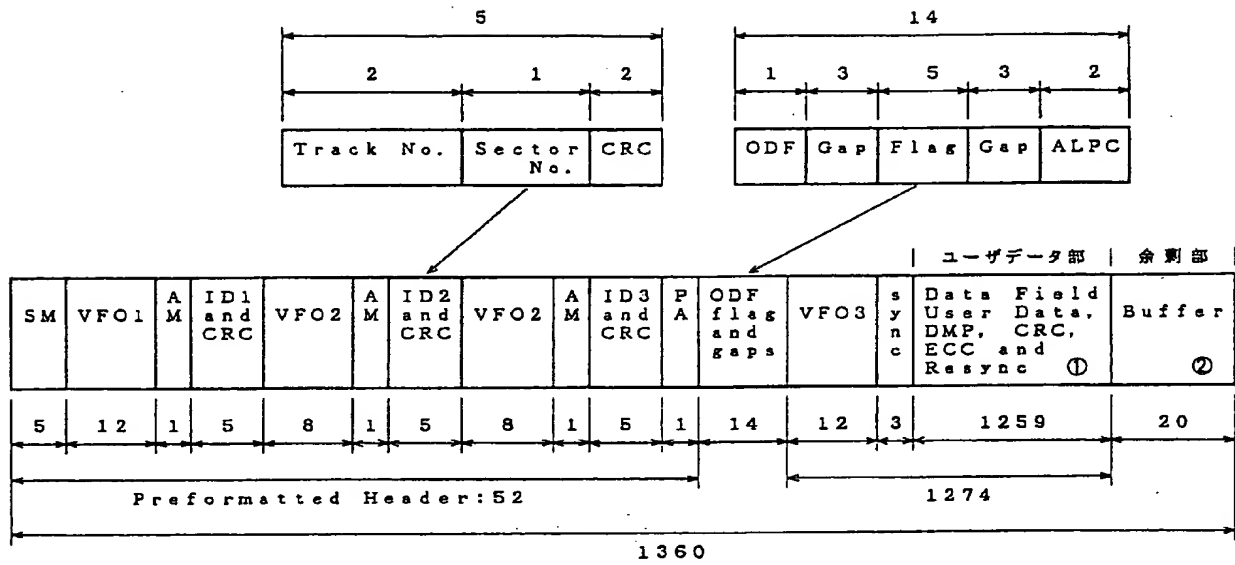 5
14
2 1 2
1 3 5 3 2
Track No.
Sector No.
CRC
ODF
Gap
Flag
Gap
ALPC
ユーザデータ部
余剰部
SM
VFO1
AM
ID1 and CRC
VFO2
AM
ID2 and CRC
VFO2
AM
ID3 and CRC
PA
ODF flag and gaps
VFO3
sync
Data Field User Data, DMP, CRC, ECC and Resync ①
Buffer ②
5 12 1 5 8 1 5 8 1 5 1 14 12 3 1259 20
Preformatted Header:52
1274
1360